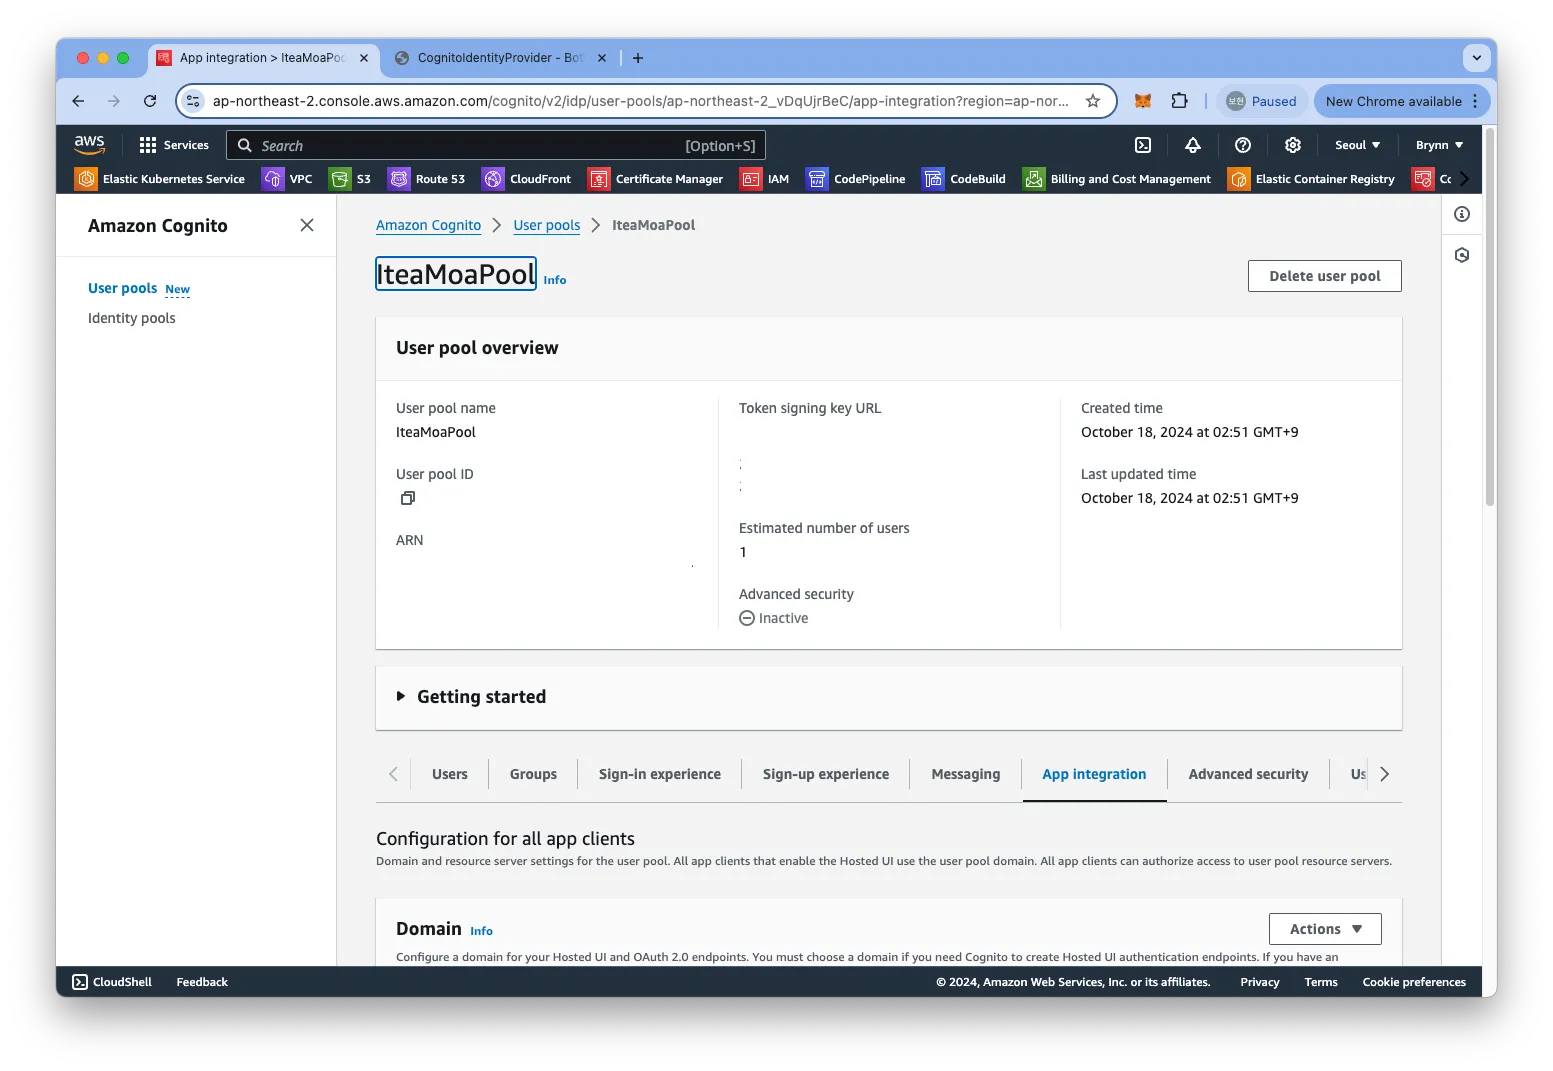 App integration > IteaMoaPoo
CognitoIdentityProvider - Bot
ap-northeast-2.console.aws.amazon.com/cognito/v2/idp/user-pools/ap-northeast-2_vDqUjrBeC/app-integration?region=ap-nor...
보현 Paused
New Chrome available
aws
Services
Search
[Option+S]
Seoul
Brynn
Elastic Kubernetes Service
VPC
S3
Route 53
CloudFront
Certificate Manager
IAM
CodePipeline
CodeBuild
Billing and Cost Management
Elastic Container Registry
Amazon Cognito
User pools New
Identity pools
Amazon Cognito > User pools > IteaMoaPool
IteaMoaPool Info
Delete user pool
User pool overview
User pool name
IteaMoaPool
User pool ID
ARN
Token signing key URL
Estimated number of users
1
Advanced security
Inactive
Created time
October 18, 2024 at 02:51 GMT+9
Last updated time
October 18, 2024 at 02:51 GMT+9
Getting started
Users
Groups
Sign-in experience
Sign-up experience
Messaging
App integration
Advanced security
Us
Configuration for all app clients
Domain and resource server settings for the user pool. All app clients that enable the Hosted UI use the user pool domain. All app clients can authorize access to user pool resource servers.
Domain Info
Actions
Configure a domain for your Hosted UI and OAuth 2.0 endpoints. You must choose a domain if you need Cognito to create Hosted UI authentication endpoints. If you have an
CloudShell
Feedback
© 2024, Amazon Web Services, Inc. or its affiliates.
Privacy
Terms
Cookie preferences